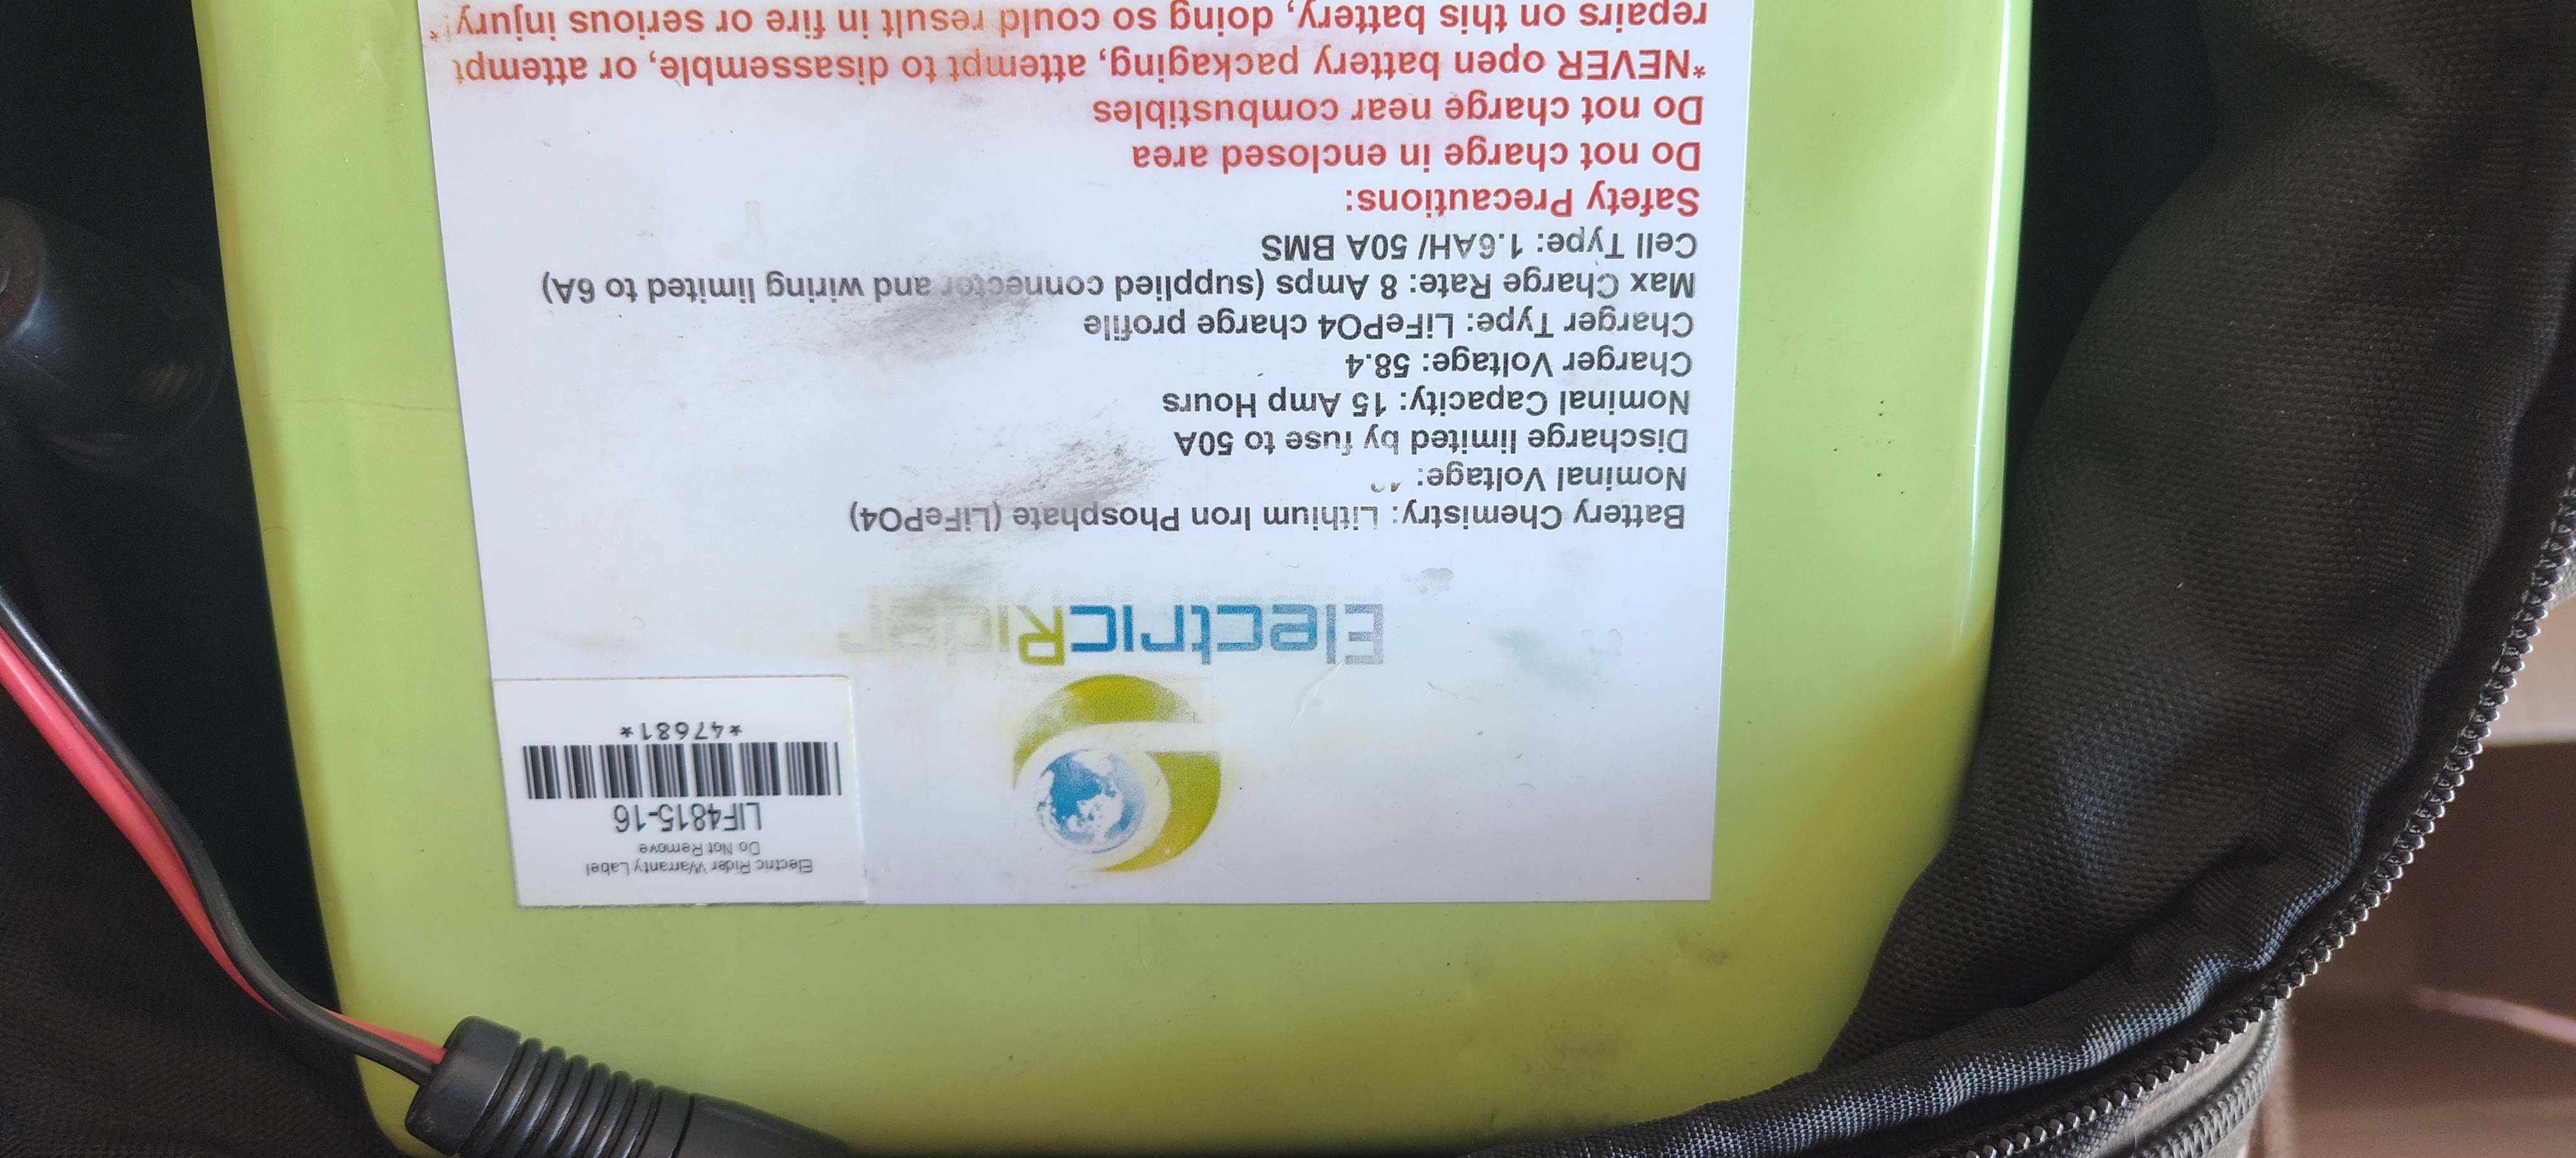 Electric Rider Warranty Label
Do Not Remove
LIF4815-16
*47681*
ElectricRider
Battery Chemistry: Lithium Iron Phosphate (LiFePO4)
Nominal Voltage:
Discharge limited by fuse to 50A
Nominal Capacity: 15 Amp Hours
Charger Voltage: 58.4
Charger Type: LiFePO4 charge profile
Max Charge Rate: 8 Amps (supplied connector and wiring limited to 6A)
Cell Type: 1.6AH/ 50A BMS
Safety Precautions:
Do not charge in enclosed area
Do not charge near combustibles
*NEVER open battery packaging, attempt to disassemble, or attempt
repairs on this battery, doing so could result in fire or serious injury!*